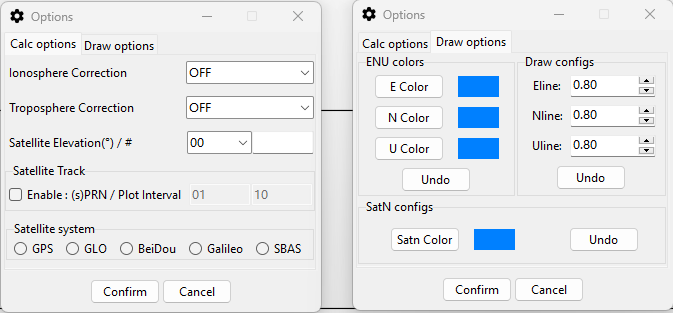 Options
Calc options Draw options
Ionosphere Correction OFF
Troposphere Correction OFF
Satellite Elevation(°) / # 00
Satellite Track
Enable : (s)PRN / Plot Interval 01 10
Satellite system
GPS GLO BeiDou Galileo SBAS
Confirm Cancel
Options
Calc options Draw options
ENU colors
E Color
N Color
U Color
Undo
Draw configs
Eline: 0.80
Nline: 0.80
Uline: 0.80
Undo
SatN configs
Satn Color Undo
Confirm Cancel